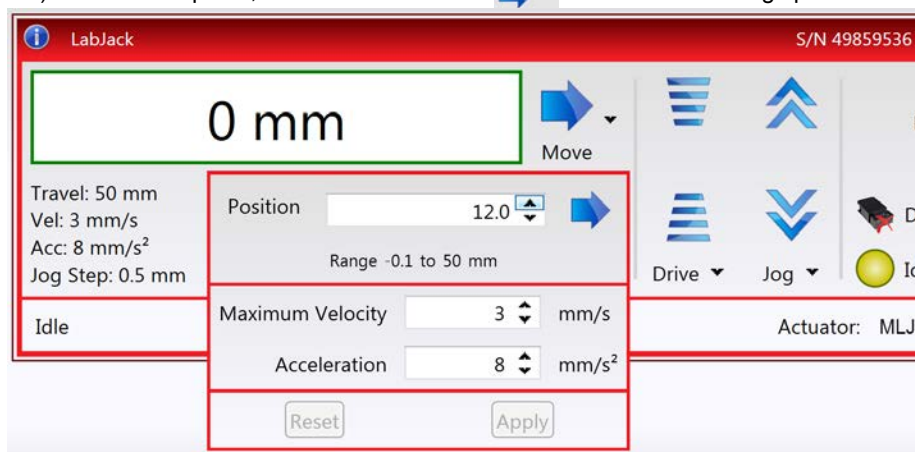 LabJack
S/N 49859536
0 mm
Move
Travel: 50 mm
Vel: 3 mm/s
Acc: 8 mm/s²
Jog Step: 0.5 mm
Position 12.0
Range -0.1 to 50 mm
Drive
Jog
Idle
Maximum Velocity 3 mm/s
Acceleration 8 mm/s²
Actuator: MLJ
Reset Apply